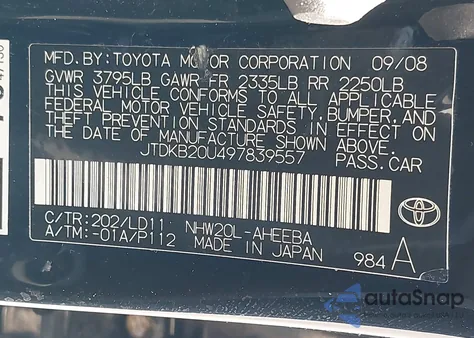 MFD.BY:TOYOTA MOTOR CORPORATION 09/08
GVWR 3795LB GAWR FR 2335LB RR 2250LB
THIS VEHICLE CONFORMS TO ALL APPLICABLE
FEDERAL MOTOR VEHICLE SAFETY,BUMPER,AND
THEFT PREVENTION STANDARDS IN EFFECT ON
THE DATE OF MANUFACTURE SHOWN ABOVE.
JTDKB20U497839557 PASS.CAR
C/TR:202/LD11 NHW20L-AHEEBA
A/TM:-01A/P112 MADE IN JAPAN
984 A
autoSnap